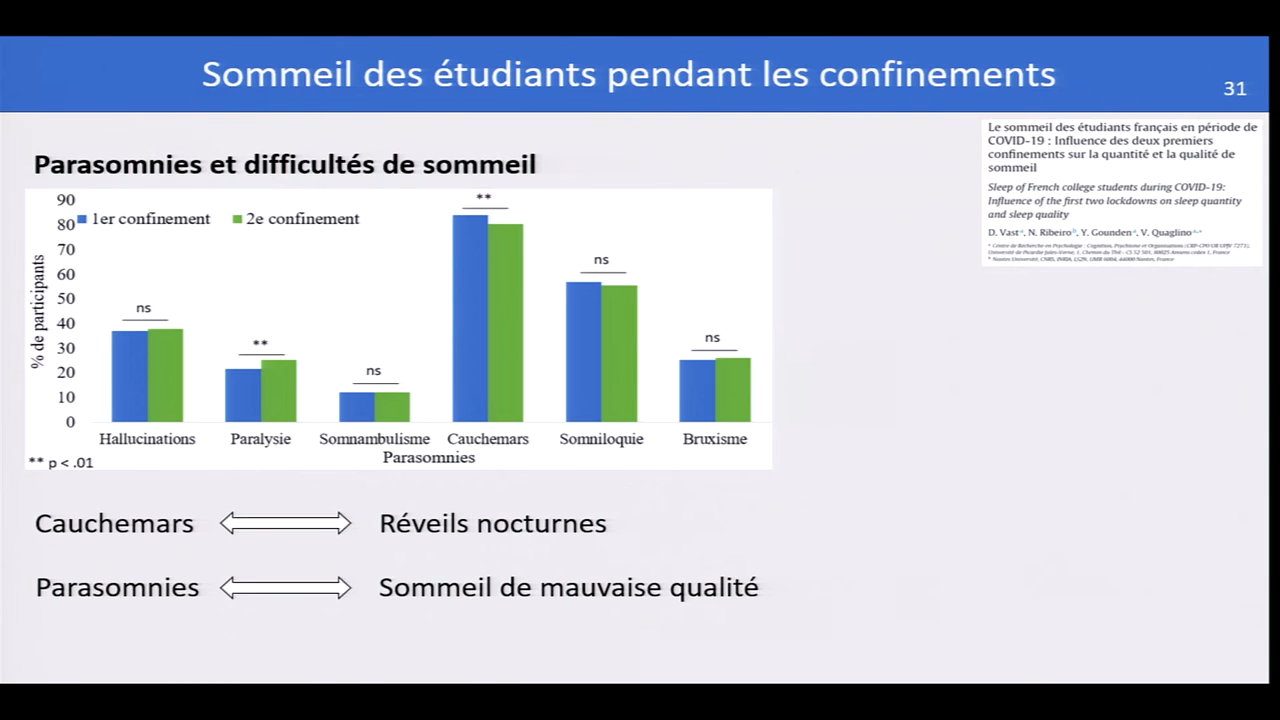 Sommeil des étudiants pendant les confinements
31
Le sommeil des étudiants français en période de
COVID-19 : Influence des deux premiers
confinements sur la quantité et la qualité de
sommeil
Sleep of French college students during COVID-19:
Influence of the first two lockdowns on sleep quantity
and sleep quality
D. Vast, N. Ribeiro, Y. Gounden, V. Quaglino
Parasomnies et difficultés de sommeil
90
80
70
60
50
40
30
20
10
0
% de participants
1er confinement
2e confinement
ns
**
ns
**
ns
ns
Hallucinations
Paralysie
Somnambulisme
Cauchemars
Somniloquie
Bruxisme
Parasomnies
** p < .01
Cauchemars
Réveils nocturnes
Parasomnies
Sommeil de mauvaise qualité